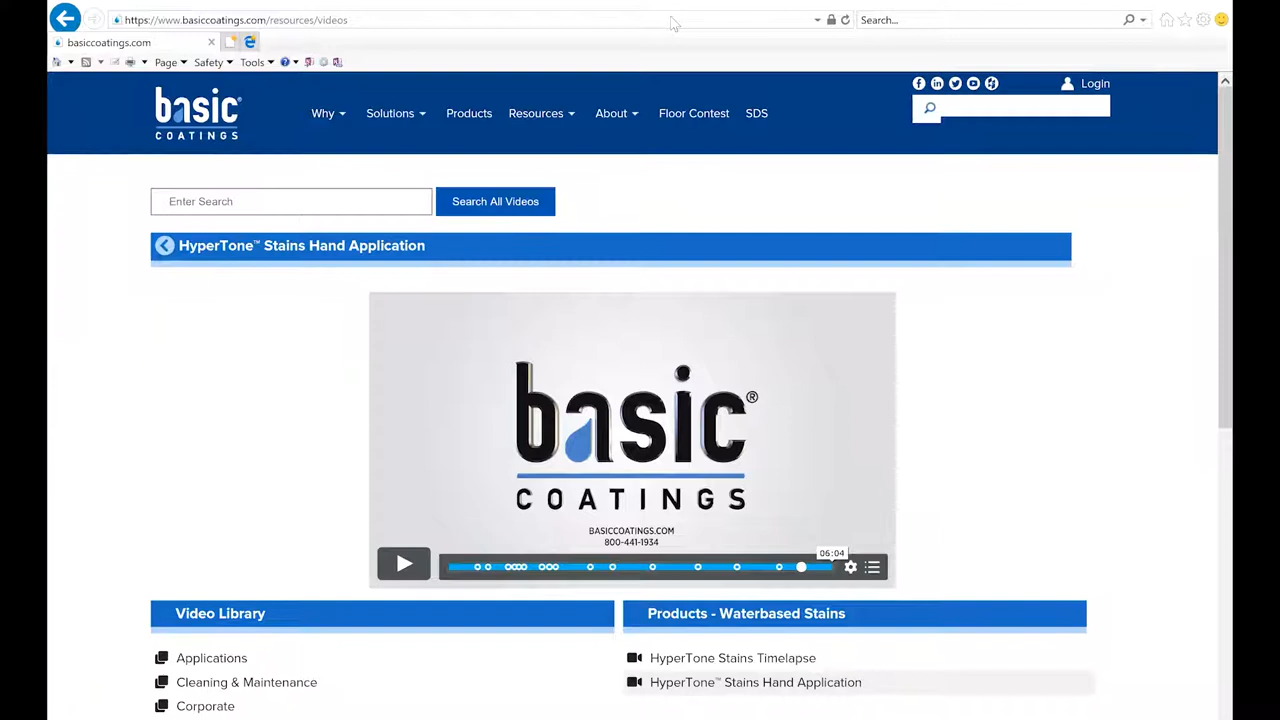 https://www.basiccoatings.com/resources/videos
Search...
basiccoatings.com
Page
Safety
Tools
basic®
COATINGS
Why
Solutions
Products
Resources
About
Floor Contest
SDS
Login
Enter Search
Search All Videos
HyperTone™ Stains Hand Application
basic®
COATINGS
BASICCOATINGS.COM
800-441-1934
06:04
Video Library
Products - Waterbased Stains
Applications
HyperTone Stains Timelapse
Cleaning & Maintenance
HyperTone™ Stains Hand Application
Corporate